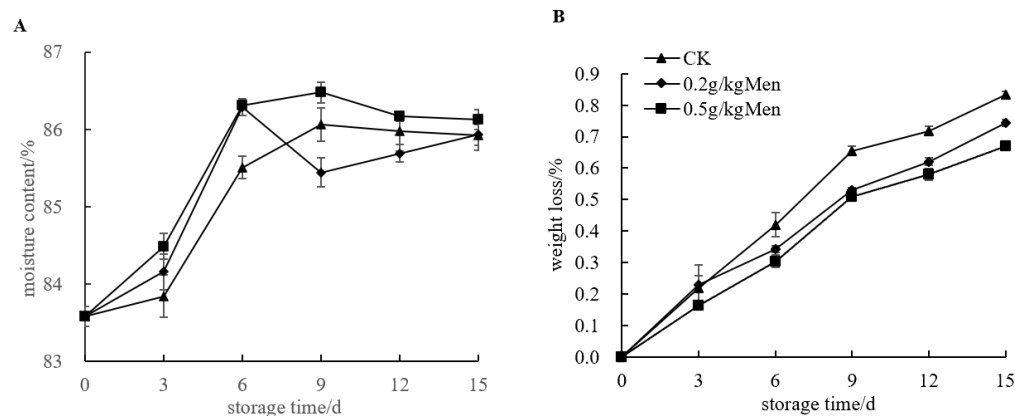 A
87
86
85
84
83
moisture content/%
0 3 6 9 12 15
storage time/d
B
CK
0.2g/kgMen
0.5g/kgMen
0.9
0.8
0.7
0.6
0.5
0.4
0.3
0.2
0.1
0.0
weight loss/%
0 3 6 9 12 15
storage time/d